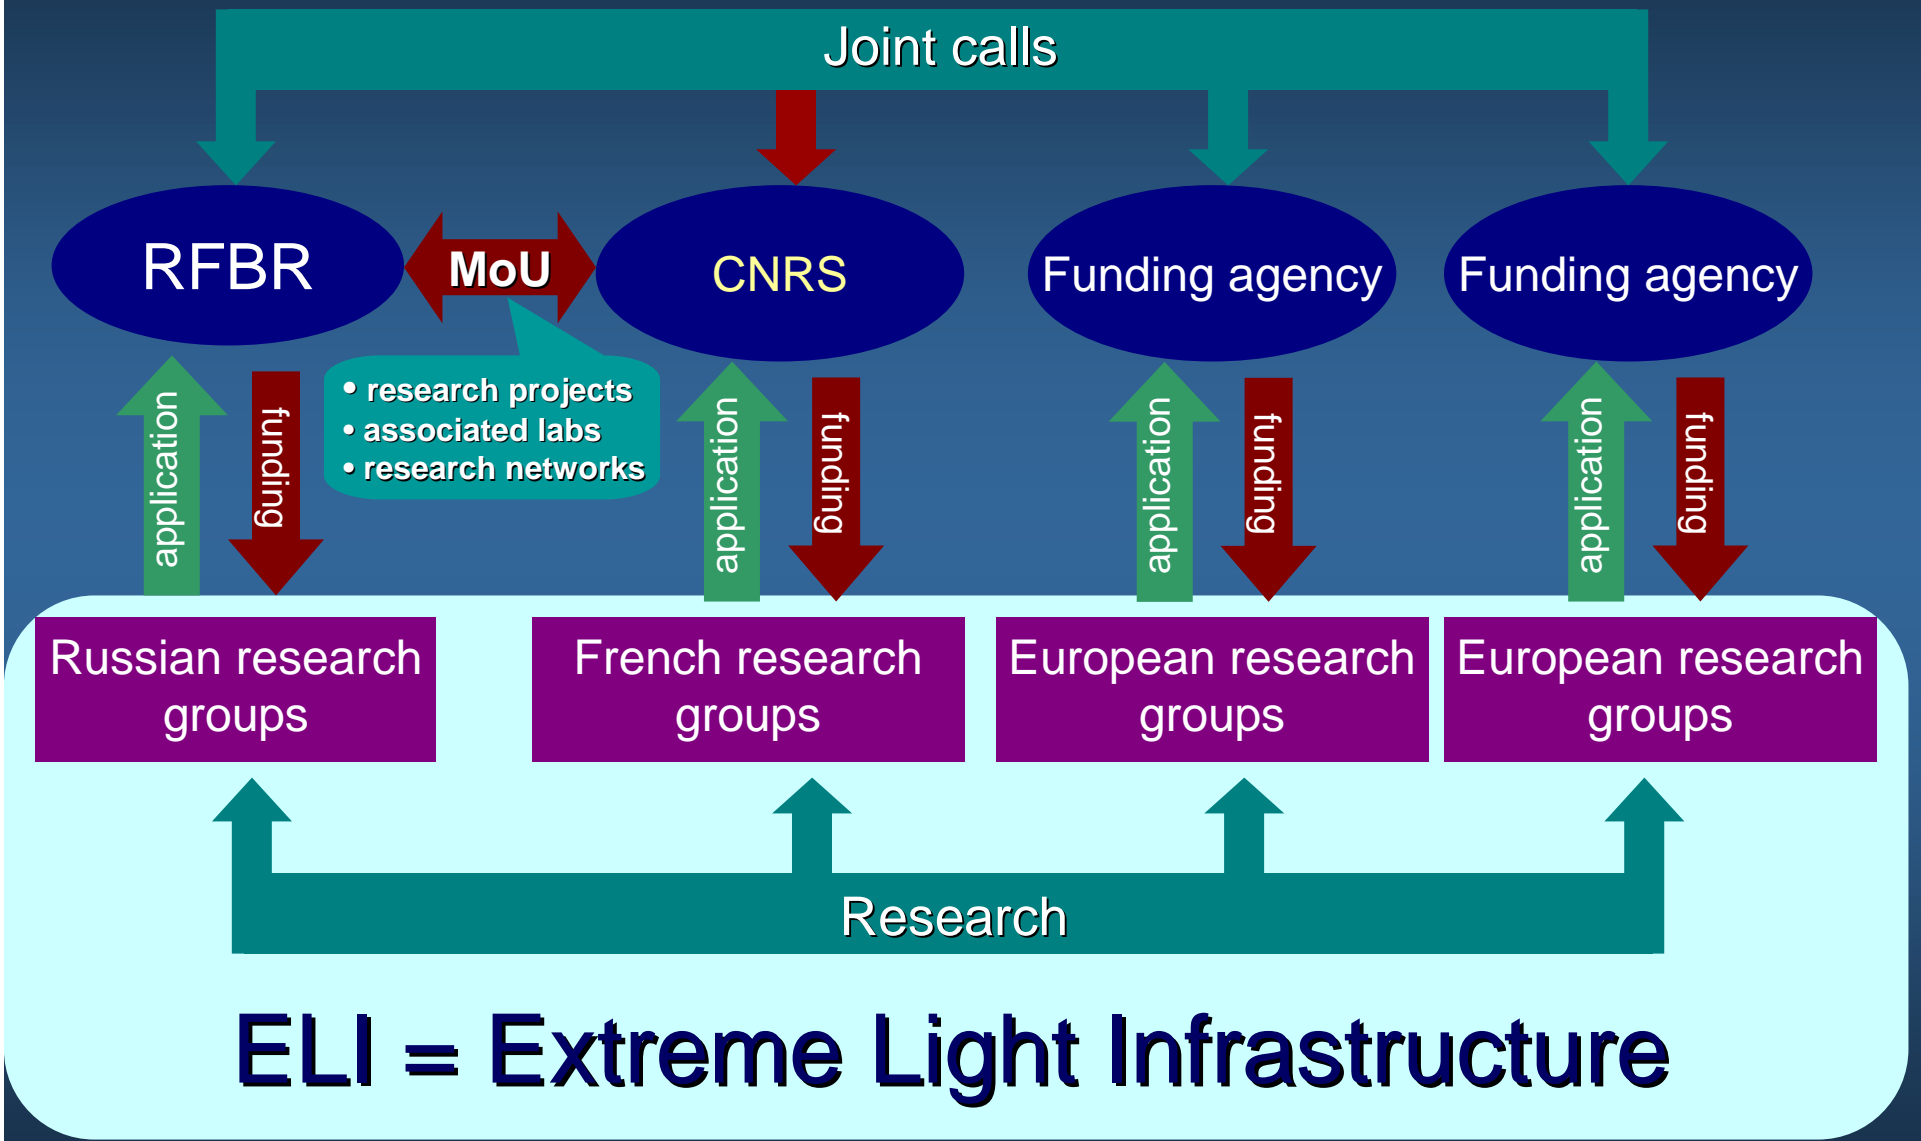 Joint calls
RFBR
MoU
CNRS
Funding agency
Funding agency
• research projects
• associated labs
• research networks
application
funding
application
funding
application
funding
application
funding
Russian research
groups
French research
groups
European research
groups
European research
groups
Research
ELI = Extreme Light Infrastructure